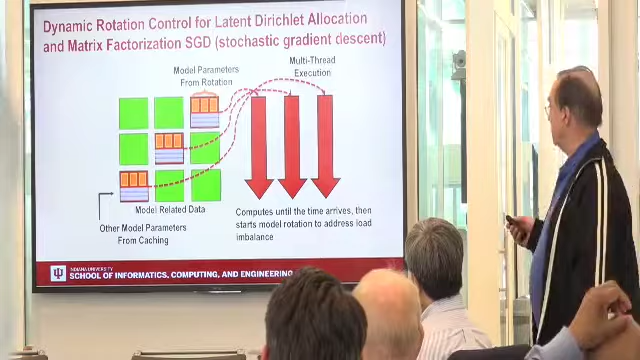 Dynamic Rotation Control for Latent Dirichlet Allocation
and Matrix Factorization SGD (stochastic gradient descent)
Model Parameters
From Rotation
Multi-Thread
Execution
Model Related Data
Other Model Parameters
From Caching
Computes until the time arrives, then
starts model rotation to address load
imbalance
INDIANA UNIVERSITY
SCHOOL OF INFORMATICS, COMPUTING, AND ENGINEERING